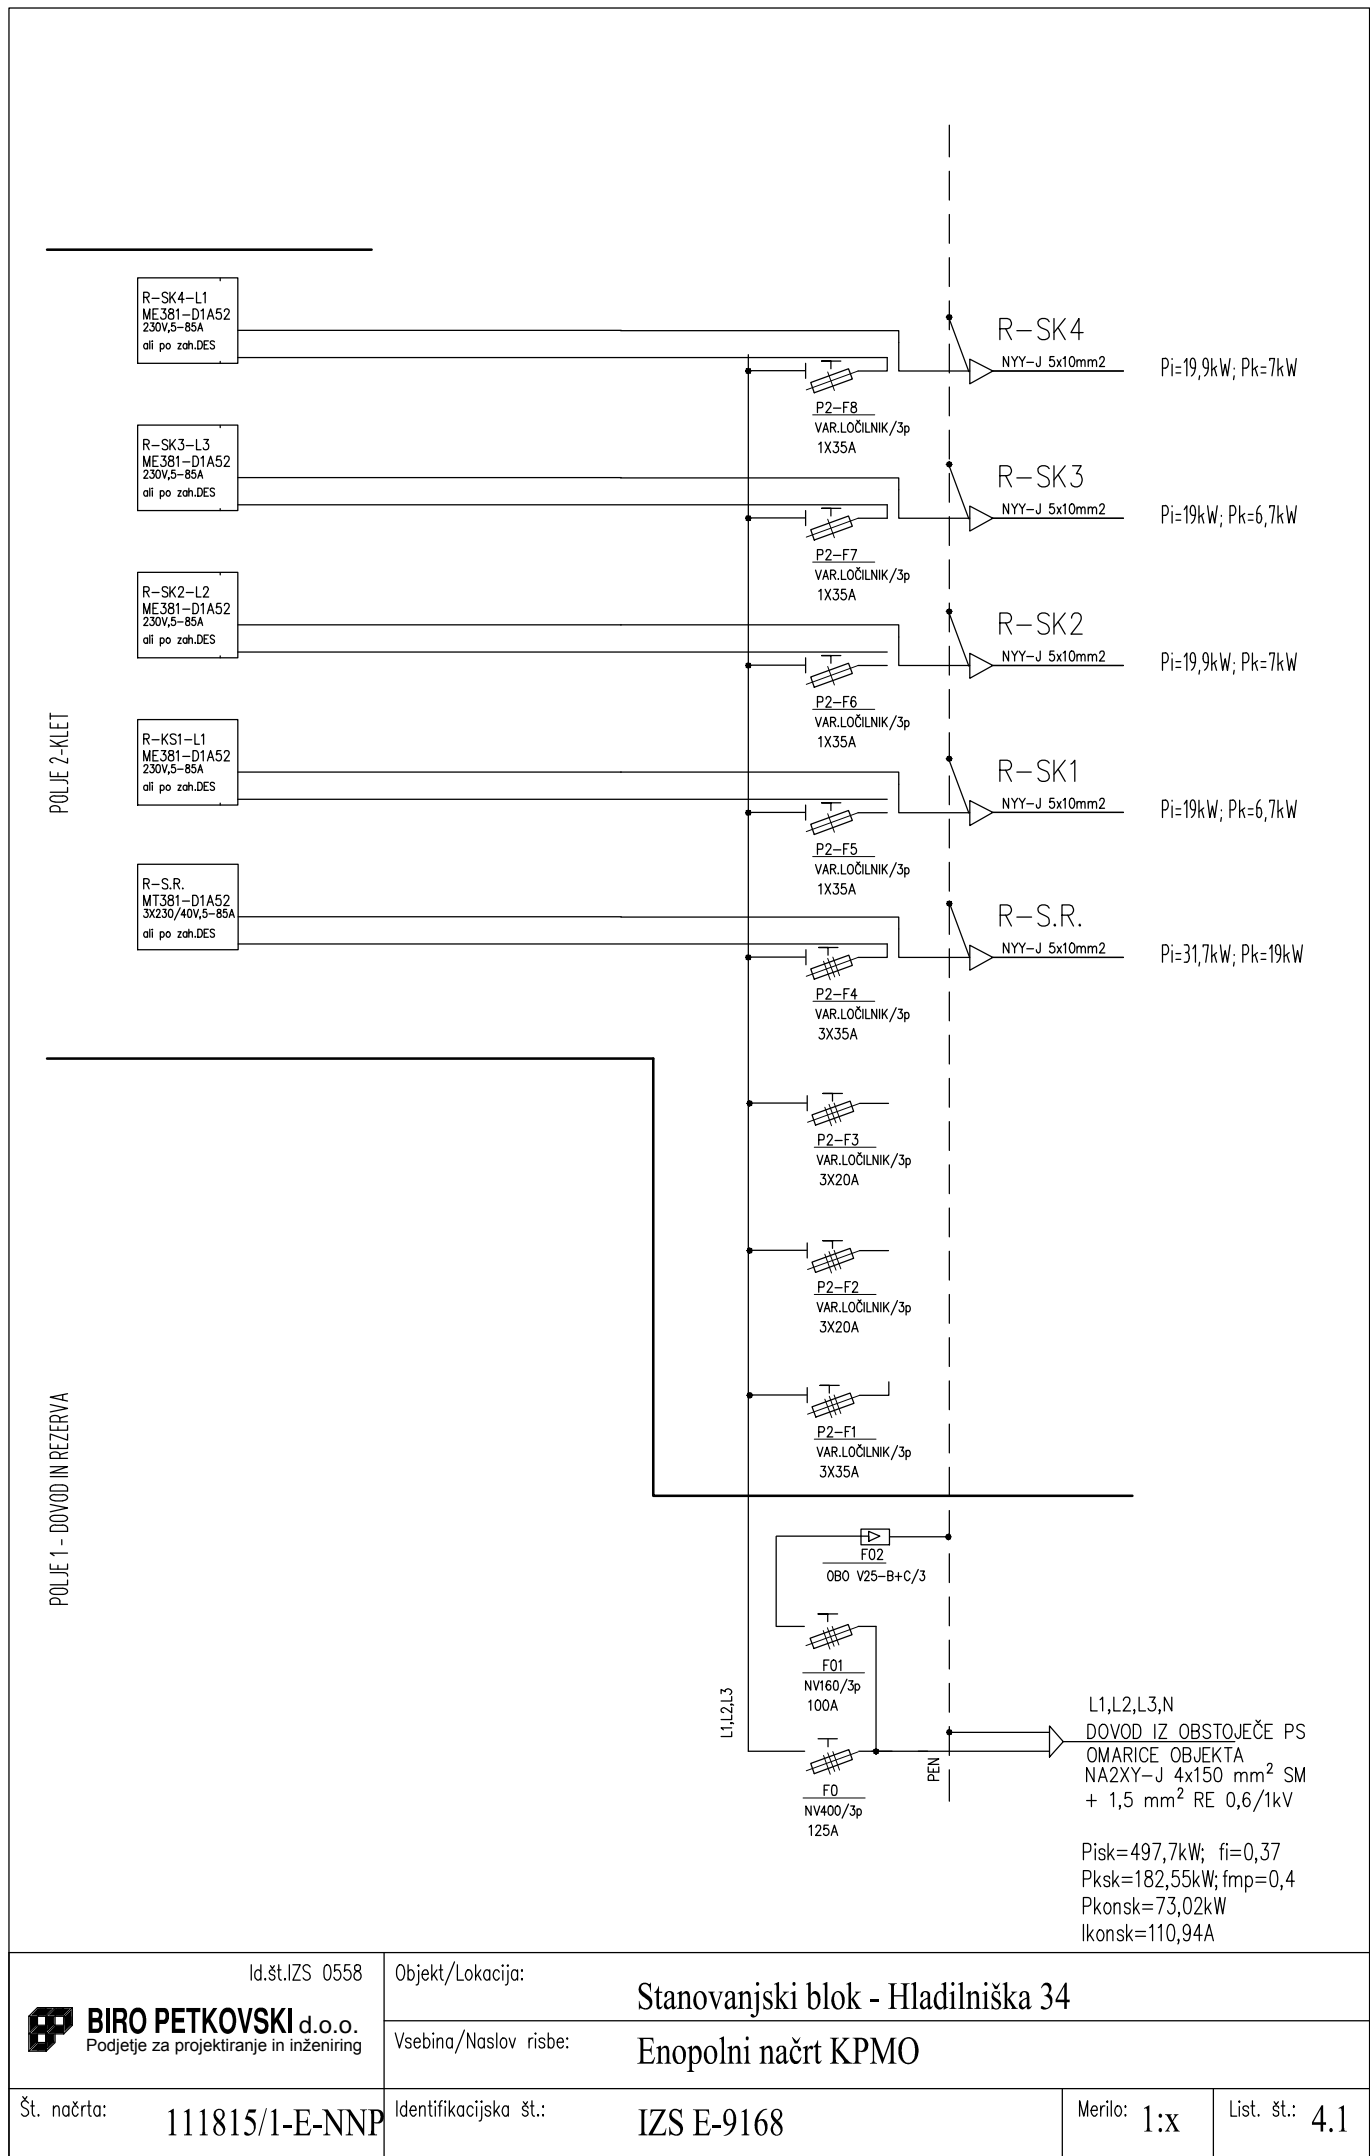 R-SK4-L1
ME381-D1A52
230V,5-85A
ali po zah.DES
R-SK4
NYY-J 5x10mm2
Pi=19,9kW; Pk=7kW
P2-F8
VAR.LOČILNIK/3p
1X35A
R-SK3-L3
ME381-D1A52
230V,5-85A
ali po zah.DES
R-SK3
NYY-J 5x10mm2
Pi=19kW; Pk=6,7kW
P2-F7
VAR.LOČILNIK/3p
1X35A
R-SK2-L2
ME381-D1A52
230V,5-85A
ali po zah.DES
R-SK2
NYY-J 5x10mm2
Pi=19,9kW; Pk=7kW
P2-F6
VAR.LOČILNIK/3p
1X35A
POLJE 2-KLET
R-KS1-L1
ME381-D1A52
230V,5-85A
ali po zah.DES
R-SK1
NYY-J 5x10mm2
Pi=19kW; Pk=6,7kW
P2-F5
VAR.LOČILNIK/3p
1X35A
R-S.R.
MT381-D1A52
3X230/40V,5-85A
ali po zah.DES
R-S.R.
NYY-J 5x10mm2
Pi=31,7kW; Pk=19kW
P2-F4
VAR.LOČILNIK/3p
3X35A
P2-F3
VAR.LOČILNIK/3p
3X20A
P2-F2
VAR.LOČILNIK/3p
3X20A
P2-F1
VAR.LOČILNIK/3p
3X35A
POLJE 1 - DOVOD IN REZERVA
F02
OBO V25-B+C/3
F01
NV160/3p
100A
L1,L2,L3
F0
NV400/3p
125A
PEN
L1,L2,L3,N
DOVOD IZ OBSTOJEČE PS
OMARICE OBJEKTA
NA2XY-J 4x150 mm² SM
+ 1,5 mm² RE 0,6/1kV
Pisk=497,7kW; fi=0,37
Pksk=182,55kW; fmp=0,4
Pkonsk=73,02kW
Ikonsk=110,94A
Id.št.IZS 0558
BIRO PETKOVSKI d.o.o.
Podjetje za projektiranje in inženiring
Objekt/Lokacija:
Stanovanjski blok - Hladilniška 34
Vsebina/Naslov risbe:
Enopolni načrt KPMO
Št. načrta:
111815/1-E-NNP
Identifikacijska št.:
IZS E-9168
Merilo: 1:x
List. št.: 4.1